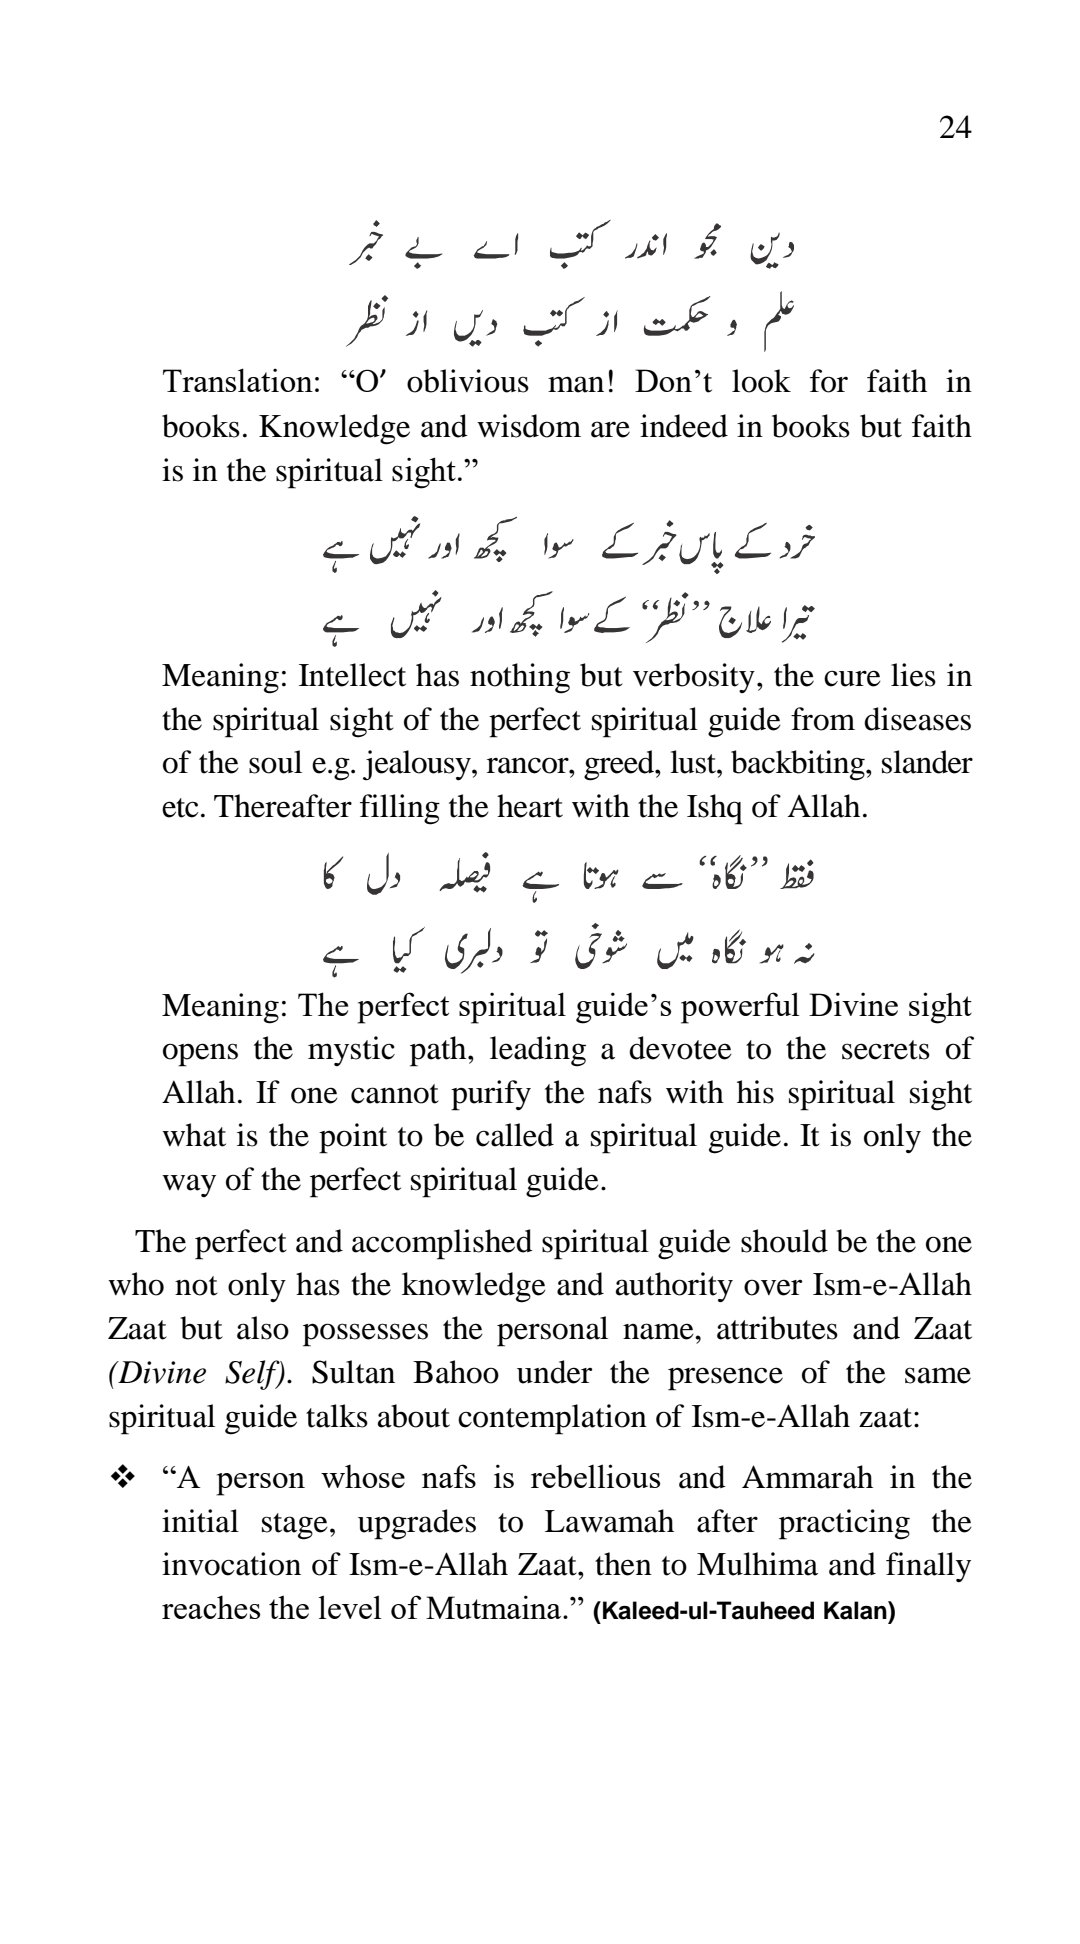 24
دین مجو اندر کتب اے بے خبر
علم و حکمت از کتب دیں از نظر
Translation: “O′ oblivious man! Don’t look for faith in
books. Knowledge and wisdom are indeed in books but faith
is in the spiritual sight.”
خرد کے پاس خبر کے سوا کچھ اور نہیں ہے
تیرا علاج ’’نظر‘‘ کے سوا کچھ اور نہیں ہے
Meaning: Intellect has nothing but verbosity, the cure lies in
the spiritual sight of the perfect spiritual guide from diseases
of the soul e.g. jealousy, rancor, greed, lust, backbiting, slander
etc. Thereafter filling the heart with the Ishq of Allah.
فقط ’’نگاہ‘‘ سے ہوتا ہے فیصلہ دل کا
نہ ہو نگاہ میں شوخی تو دلبری کیا ہے
Meaning: The perfect spiritual guide’s powerful Divine sight
opens the mystic path, leading a devotee to the secrets of
Allah. If one cannot purify the nafs with his spiritual sight
what is the point to be called a spiritual guide. It is only the
way of the perfect spiritual guide.
The perfect and accomplished spiritual guide should be the one
who not only has the knowledge and authority over Ism-e-Allah
Zaat but also possesses the personal name, attributes and Zaat
(Divine Self). Sultan Bahoo under the presence of the same
spiritual guide talks about contemplation of Ism-e-Allah zaat:
❖ “A person whose nafs is rebellious and Ammarah in the
initial stage, upgrades to Lawamah after practicing the
invocation of Ism-e-Allah Zaat, then to Mulhima and finally
reaches the level of Mutmaina.” (Kaleed-ul-Tauheed Kalan)